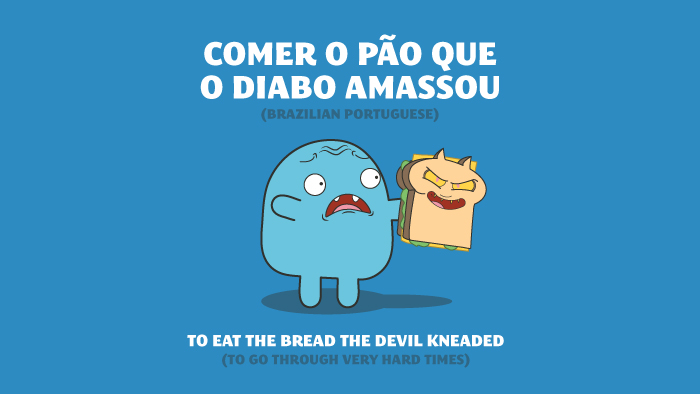 COMER O PÃO QUE
O DIABO AMASSOU
(BRAZILIAN PORTUGUESE)
TO EAT THE BREAD THE DEVIL KNEADED
(TO GO THROUGH VERY HARD TIMES)